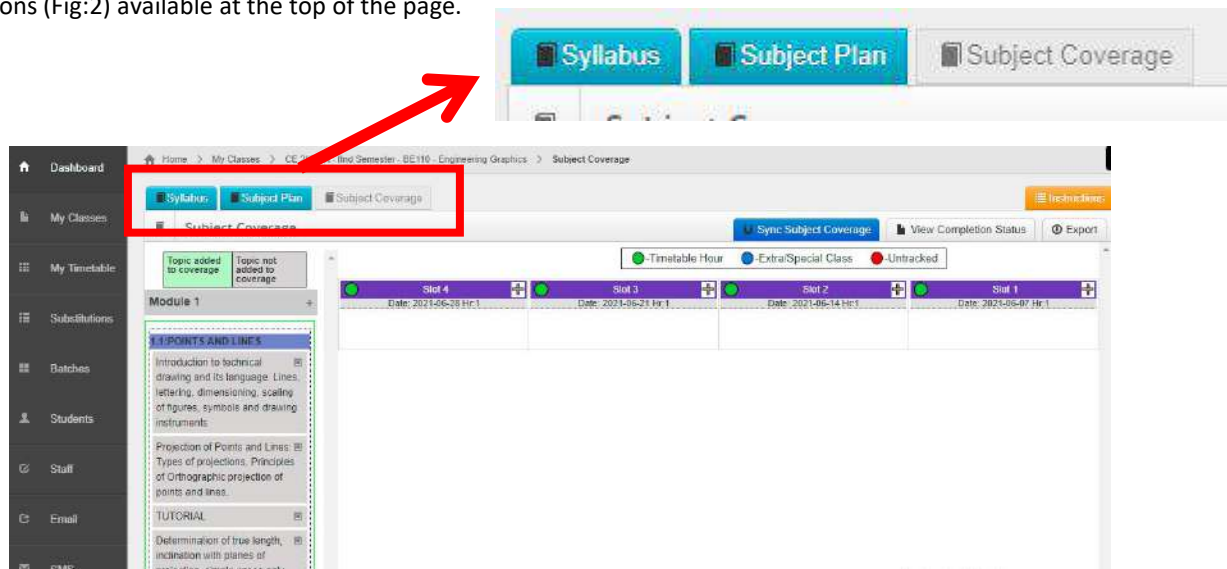 ons (Fig:2) available at the top of the page.
Syllabus Subject Plan Subject Coverage
Dashboard
My Classes
My Timetable
Substitutions
Batches
Students
Staff
Email
SMS
Home > My Classes > CE IInd Semester - BE110 - Engineering Graphics > Subject Coverage
Syllabus Subject Plan Subject Coverage
Instructions
Subject Coverage
Sync Subject Coverage View Completion Status Export
Topic added to coverage
Topic not added to coverage
-Timetable Hour -Extra/Special Class -Untracked
Module 1 +
Slot 4 Slot 3 Slot 2 Slot 1
Date: 2021-06-28 Hr:1 Date: 2021-06-21 Hr:1 Date: 2021-06-14 Hr:1 Date: 2021-06-07 Hr:1
1.1:POINTS AND LINES
Introduction to technical
drawing and its language. Lines,
lettering, dimensioning, scaling
of figures, symbols and drawing
instruments
Projection of Points and Lines:
Types of projections, Principles
of Orthographic projection of
points and lines.
TUTORIAL
Determination of true length,
inclination with planes of